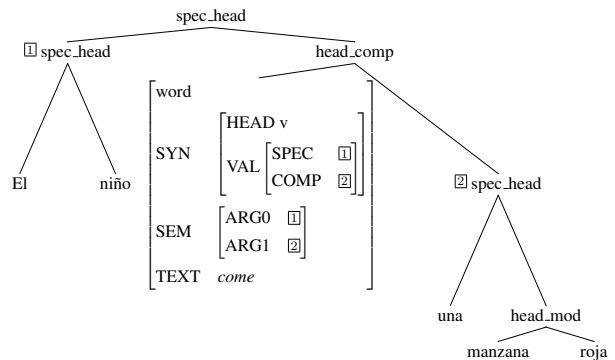 spec_head
1 spec_head
head_comp
word
SYN
HEAD v
VAL
SPEC 1
COMP 2
El
niño
2 spec_head
SEM
ARG0 1
ARG1 2
TEXT come
una
head_mod
manzana
roja